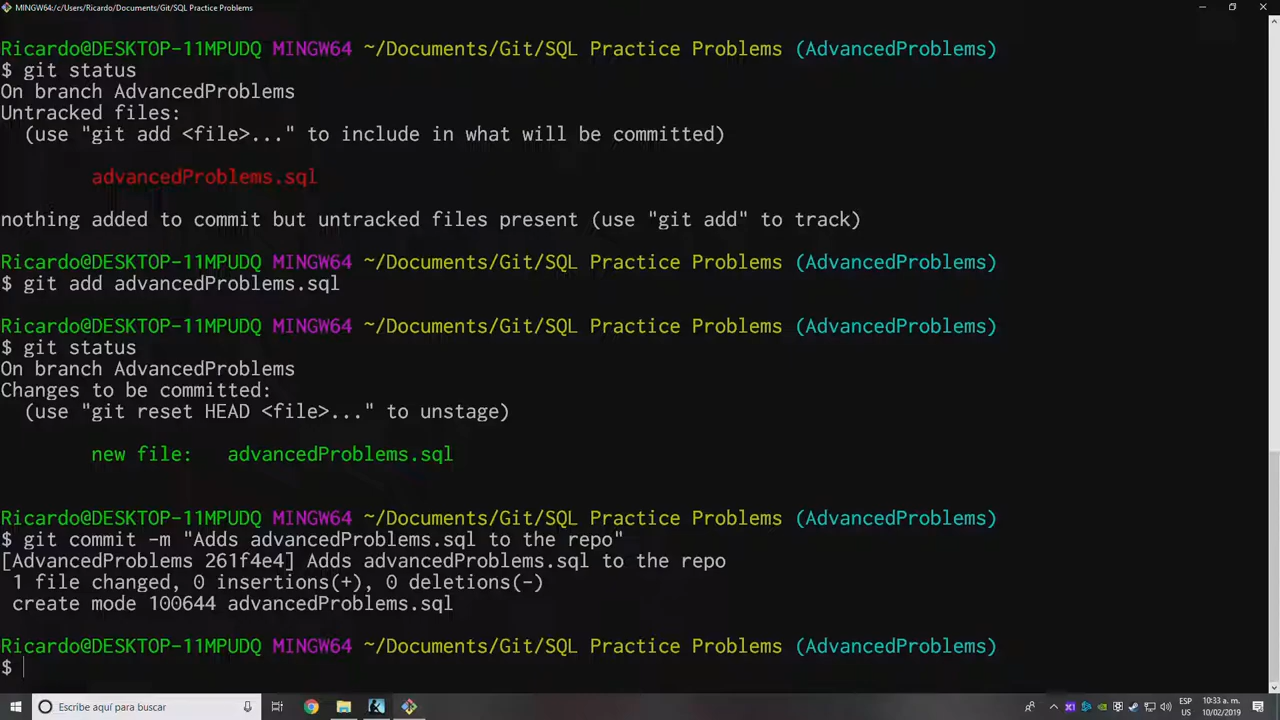 MINGW64:/c/Users/Ricardo/Documents/Git/SQL Practice Problems
Ricardo@DESKTOP-11MPUDQ MINGW64 ~/Documents/Git/SQL Practice Problems (AdvancedProblems)
$ git status
On branch AdvancedProblems
Untracked files:
  (use "git add <file>..." to include in what will be committed)
        advancedProblems.sql
nothing added to commit but untracked files present (use "git add" to track)
Ricardo@DESKTOP-11MPUDQ MINGW64 ~/Documents/Git/SQL Practice Problems (AdvancedProblems)
$ git add advancedProblems.sql
Ricardo@DESKTOP-11MPUDQ MINGW64 ~/Documents/Git/SQL Practice Problems (AdvancedProblems)
$ git status
On branch AdvancedProblems
Changes to be committed:
  (use "git reset HEAD <file>..." to unstage)
        new file:   advancedProblems.sql
Ricardo@DESKTOP-11MPUDQ MINGW64 ~/Documents/Git/SQL Practice Problems (AdvancedProblems)
$ git commit -m "Adds advancedProblems.sql to the repo"
[AdvancedProblems 261f4e4] Adds advancedProblems.sql to the repo
 1 file changed, 0 insertions(+), 0 deletions(-)
 create mode 100644 advancedProblems.sql
Ricardo@DESKTOP-11MPUDQ MINGW64 ~/Documents/Git/SQL Practice Problems (AdvancedProblems)
$
Escribe aquí para buscar
ESP 10:33 a. m.
US 10/02/2019